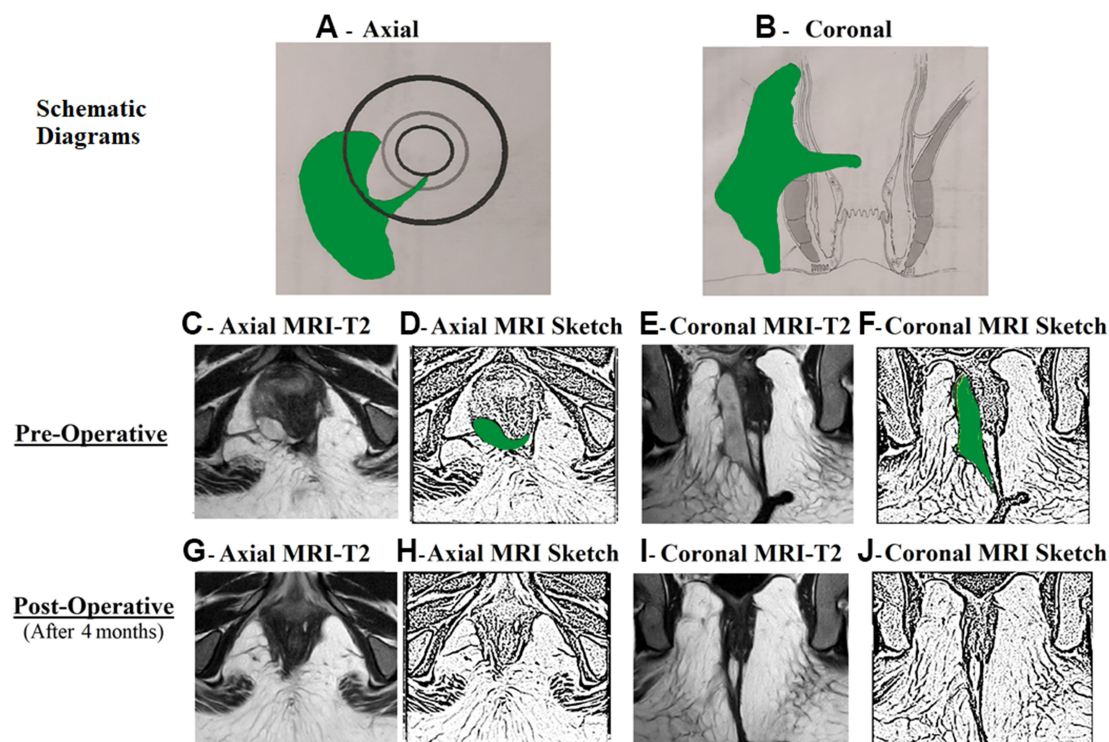 A - Axial
B - Coronal
Schematic
Diagrams
C - Axial MRI-T2
D-Axial MRI Sketch
E-Coronal MRI-T2
F-Coronal MRI Sketch
Pre-Operative
G - Axial MRI-T2
H-Axial MRI Sketch
I-Coronal MRI-T2
J-Coronal MRI Sketch
Post-Operative
(After 4 months)